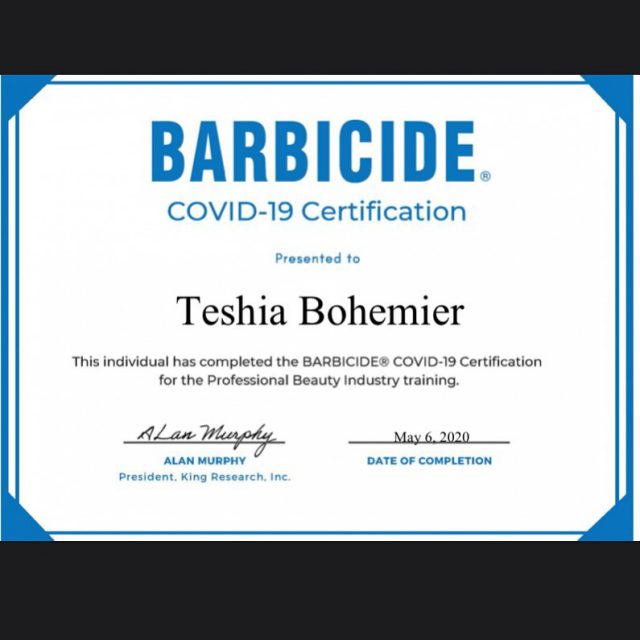 BARBICIDE®
COVID-19 Certification
Presented to
Teshia Bohemier
This individual has completed the BARBICIDE® COVID-19 Certification
for the Professional Beauty Industry training.
ALan Murphy
May 6, 2020
ALAN MURPHY
DATE OF COMPLETION
President, King Research, Inc.